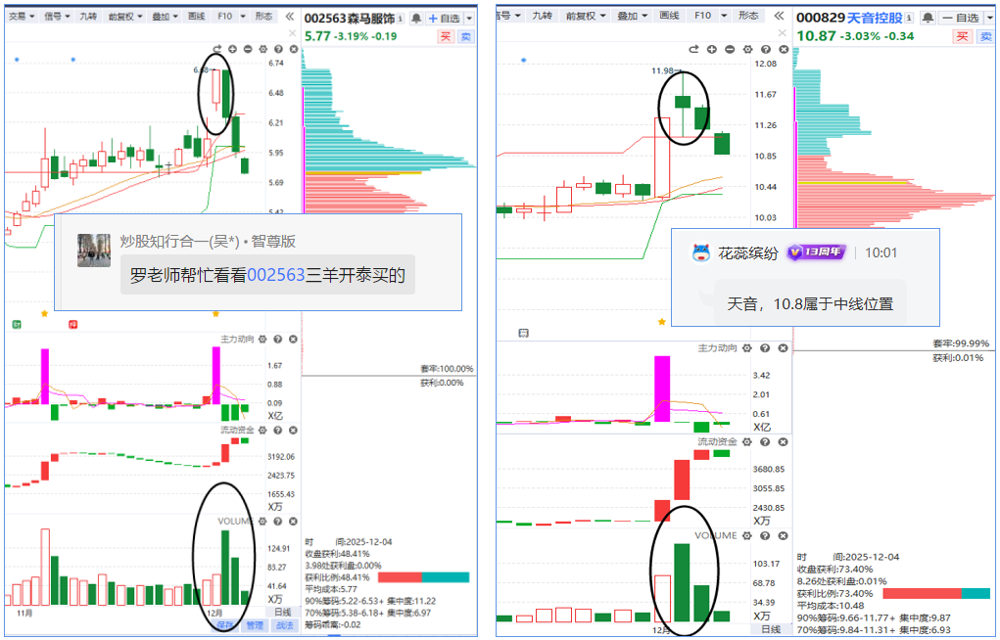 交易 信号 九转 前复权 叠加 画线 F10 形态
002563 森马服饰
自选
5.77 -3.19% -0.19
买 卖
6.74
6.48
6.21
5.95
5.69
5.42
炒股知行合一(昊*) • 智尊版
罗老师帮忙看看002563三羊开泰买的
财
主力动向
1.67
0.88
0.09
X亿
流动资金
3192.06
2423.75
1655.43
X万
VOLUME
124.91
83.27
41.64
X万
11月 12月 日线
保存 管理 战法
套牢:100.00%
获利:0.00%
时 间:2025-12-04
收盘获利:48.41%
3.98处获利盘:0.00%
获利比例:48.41%
平均成本:5.77
90%筹码:5.22-6.53+ 集中度:11.22
70%筹码:5.38-6.18+ 集中度:6.97
筹码乖离:-0.02
信号 九转 前复权 叠加 画线 F10 形态
000829 天音控股
自选
10.87 -3.03% -0.34
买 卖
11.98
12.08
11.67
11.26
10.85
10.44
10.03
花蕊缤纷 13周年 10:01
天音，10.8属于中线位置
主力动向
3.42
2.01
0.61
X亿
流动资金
3680.85
3055.85
2430.85
X万
VOLUME
103.17
68.78
34.39
X万
12月 日线
套牢:99.99%
获利:0.01%
时 间:2025-12-04
收盘获利:73.40%
8.26处获利盘:0.01%
获利比例:73.40%
平均成本:10.48
90%筹码:9.66-11.77+ 集中度:9.87
70%筹码:9.84-11.31+ 集中度:6.93